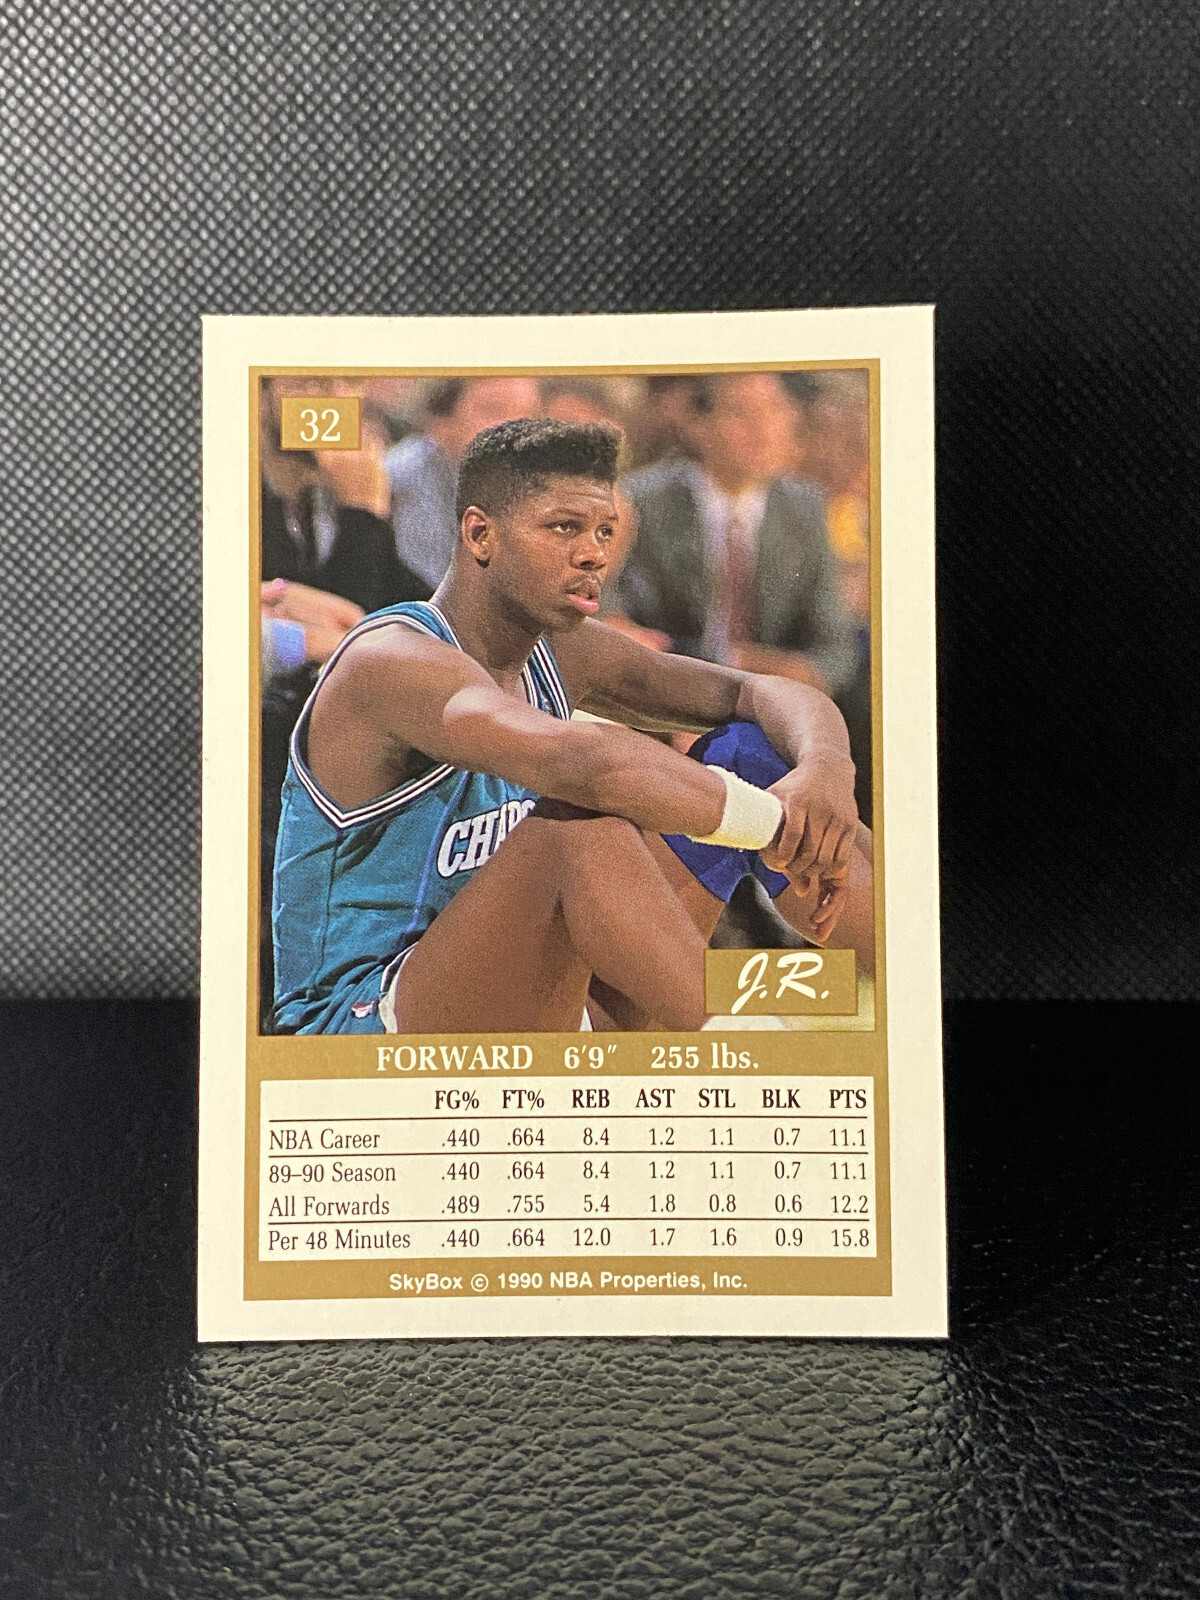 32
CHAR
J.R.
FORWARD 6'9" 255 lbs.
FG% FT% REB AST STL BLK PTS
NBA Career .440 .664 8.4 1.2 1.1 0.7 11.1
89–90 Season .440 .664 8.4 1.2 1.1 0.7 11.1
All Forwards .489 .755 5.4 1.8 0.8 0.6 12.2
Per 48 Minutes .440 .664 12.0 1.7 1.6 0.9 15.8
SkyBox © 1990 NBA Properties, Inc.